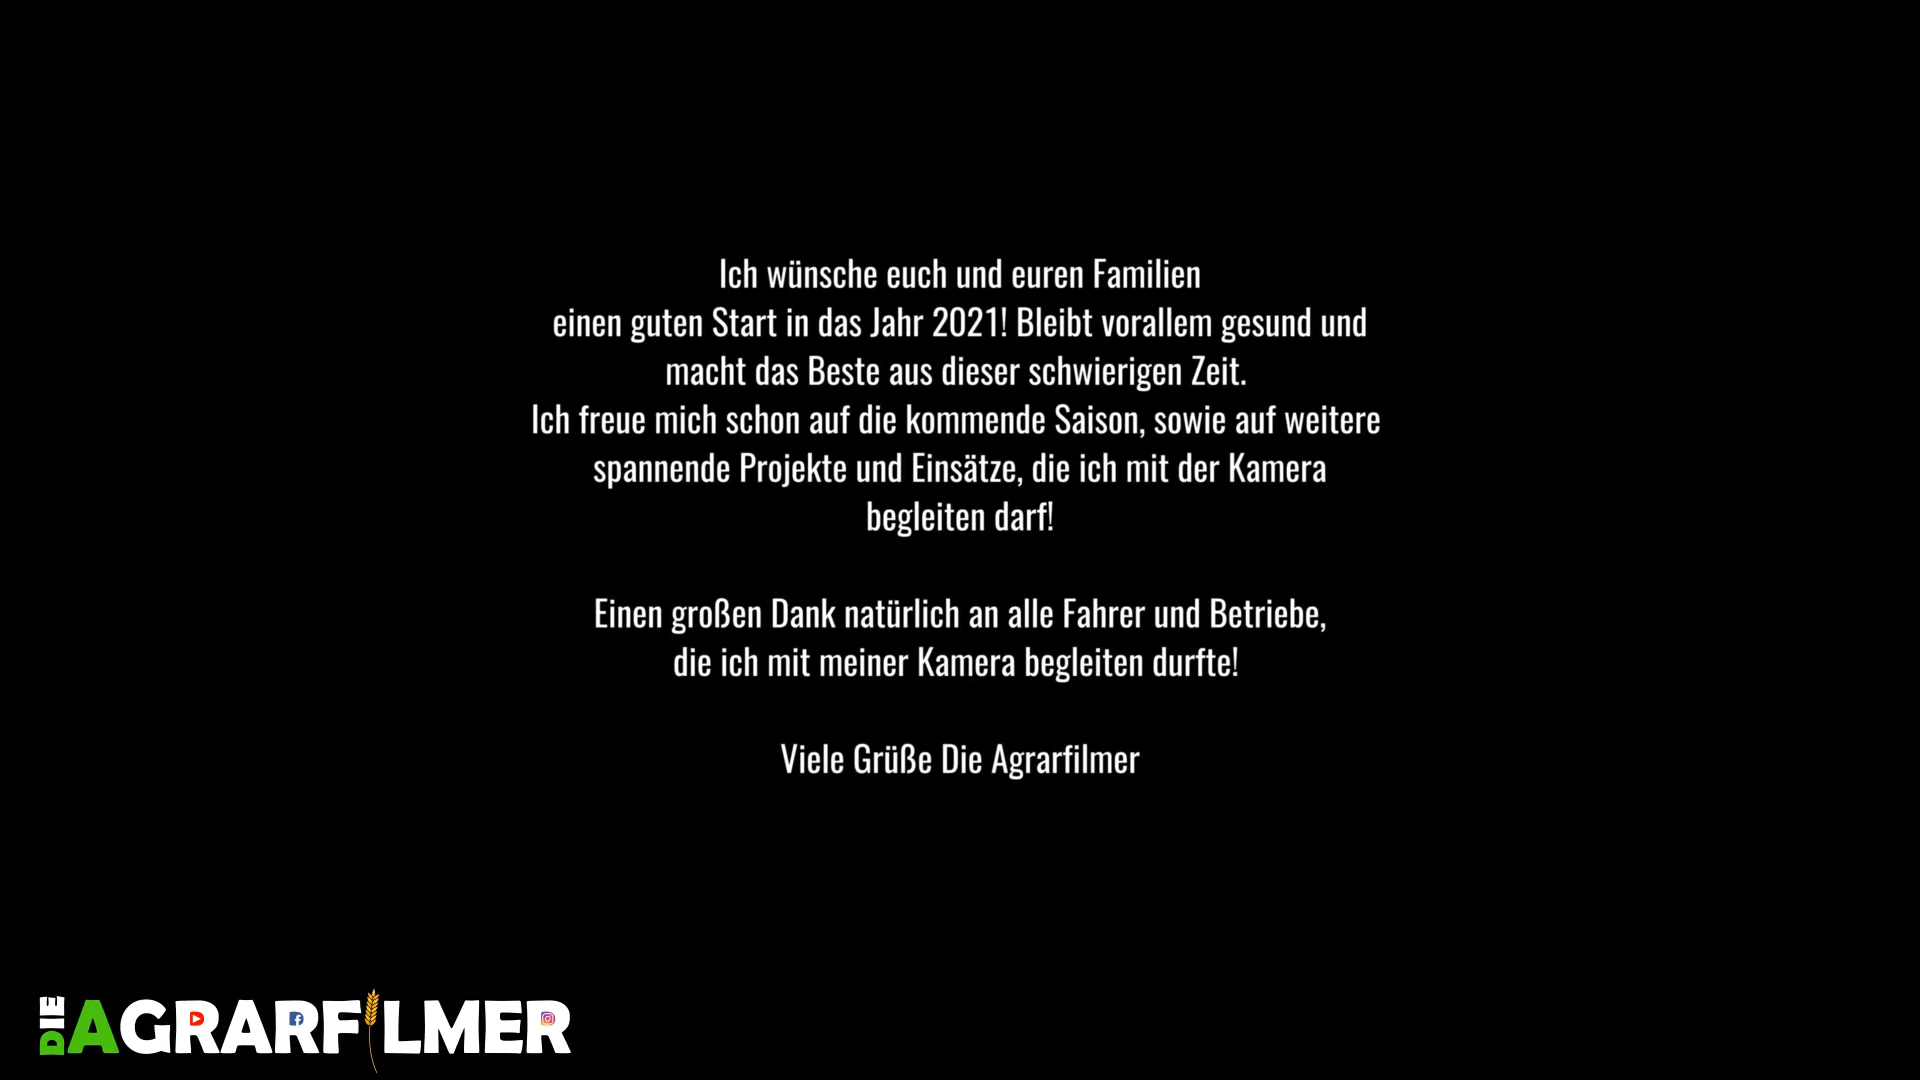 Ich wünsche euch und euren Familien
einen guten Start in das Jahr 2021! Bleibt vorallem gesund und
macht das Beste aus dieser schwierigen Zeit.
Ich freue mich schon auf die kommende Saison, sowie auf weitere
spannende Projekte und Einsätze, die ich mit der Kamera
begleiten darf!
Einen großen Dank natürlich an alle Fahrer und Betriebe,
die ich mit meiner Kamera begleiten durfte!
Viele Grüße Die Agrarfilmer
DIE AGRARFILMER